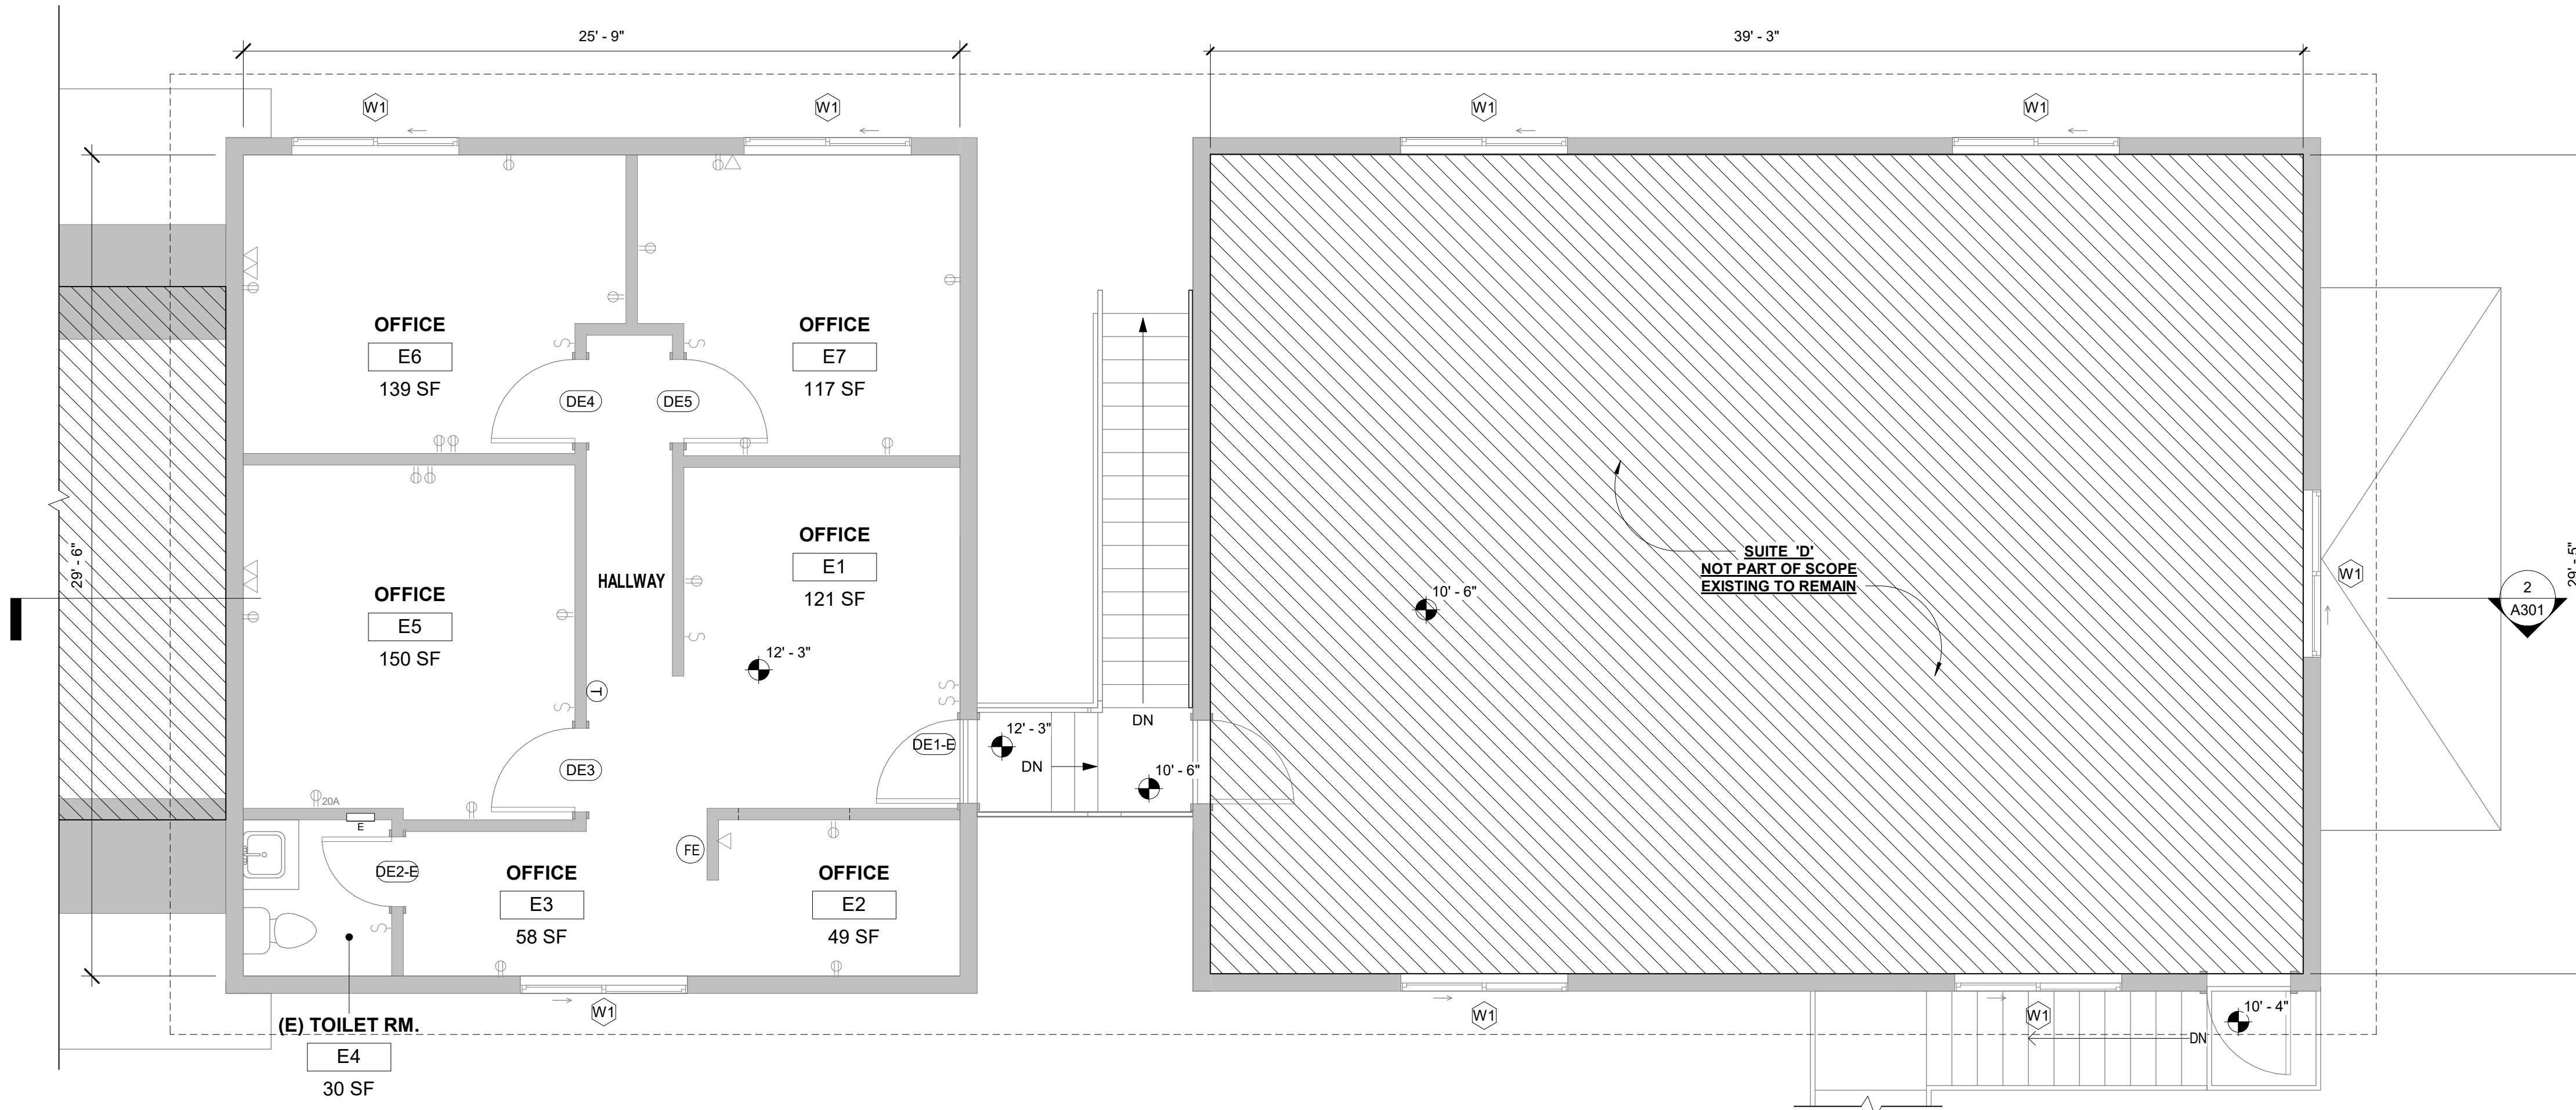 25' - 9"
39' - 3"
W1
W1
W1
W1
OFFICE
E6
139 SF
OFFICE
E7
117 SF
DE4
DE5
29' - 6"
OFFICE
E5
150 SF
HALLWAY
OFFICE
E1
121 SF
12' - 3"
T
SUITE 'D'
NOT PART OF SCOPE
EXISTING TO REMAIN
10' - 6"
W1
2
A301
29' - 5"
DE3
DE1-E
12' - 3"
DN
DN
10' - 6"
20A
E
FE
DE2-E
OFFICE
E3
58 SF
OFFICE
E2
49 SF
W1
W1
W1
10' - 4"
DN
(E) TOILET RM.
E4
30 SF